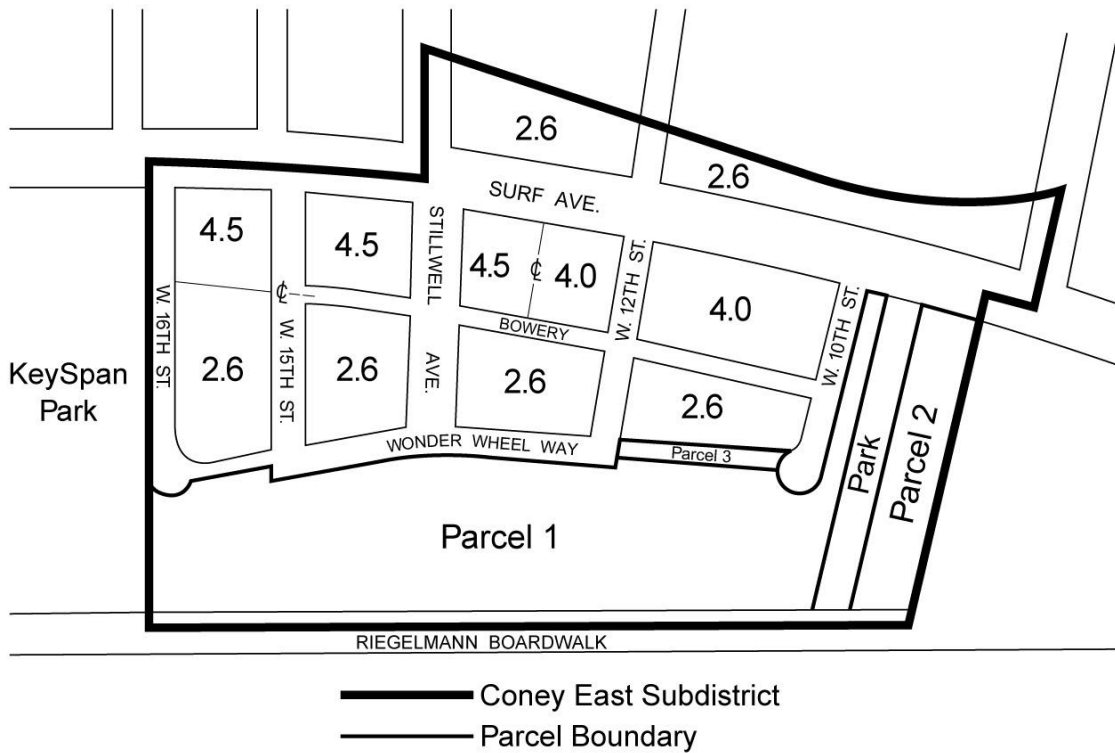 2.6
2.6
SURF AVE.
4.5
4.5
STILLWELL
AVE.
4.5
℄
4.0
W. 12TH ST.
4.0
W. 10TH ST.
W. 16TH ST.
℄
W. 15TH ST.
BOWERY
KeySpan
Park
2.6
2.6
2.6
2.6
WONDER WHEEL WAY
Parcel 3
Park
Parcel 2
Parcel 1
RIEGELMANN BOARDWALK
Coney East Subdistrict
Parcel Boundary